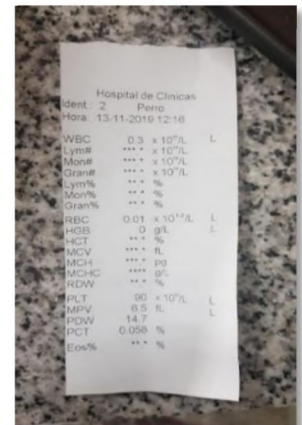 Hospital de Clinicas
Ident.: 2 Perro
Hora: 13-11-2019 12:16
WBC 0.3 x 10⁹/L L
Lym# *** * x 10⁹/L
Mon# *** * x 10⁹/L
Gran# *** * x 10⁹/L
Lym% ** * %
Mon% ** * %
Gran% ** * %
RBC 0.01 x 10¹²/L L
HGB 0 g/L L
HCT ** * %
MCV *** * fL
MCH *** * pg
MCHC **** g/L
RDW ** * %
PLT 90 x 10⁹/L L
MPV 6.5 fL L
PDW 14.7
PCT 0.058 %
Eos% ** * %